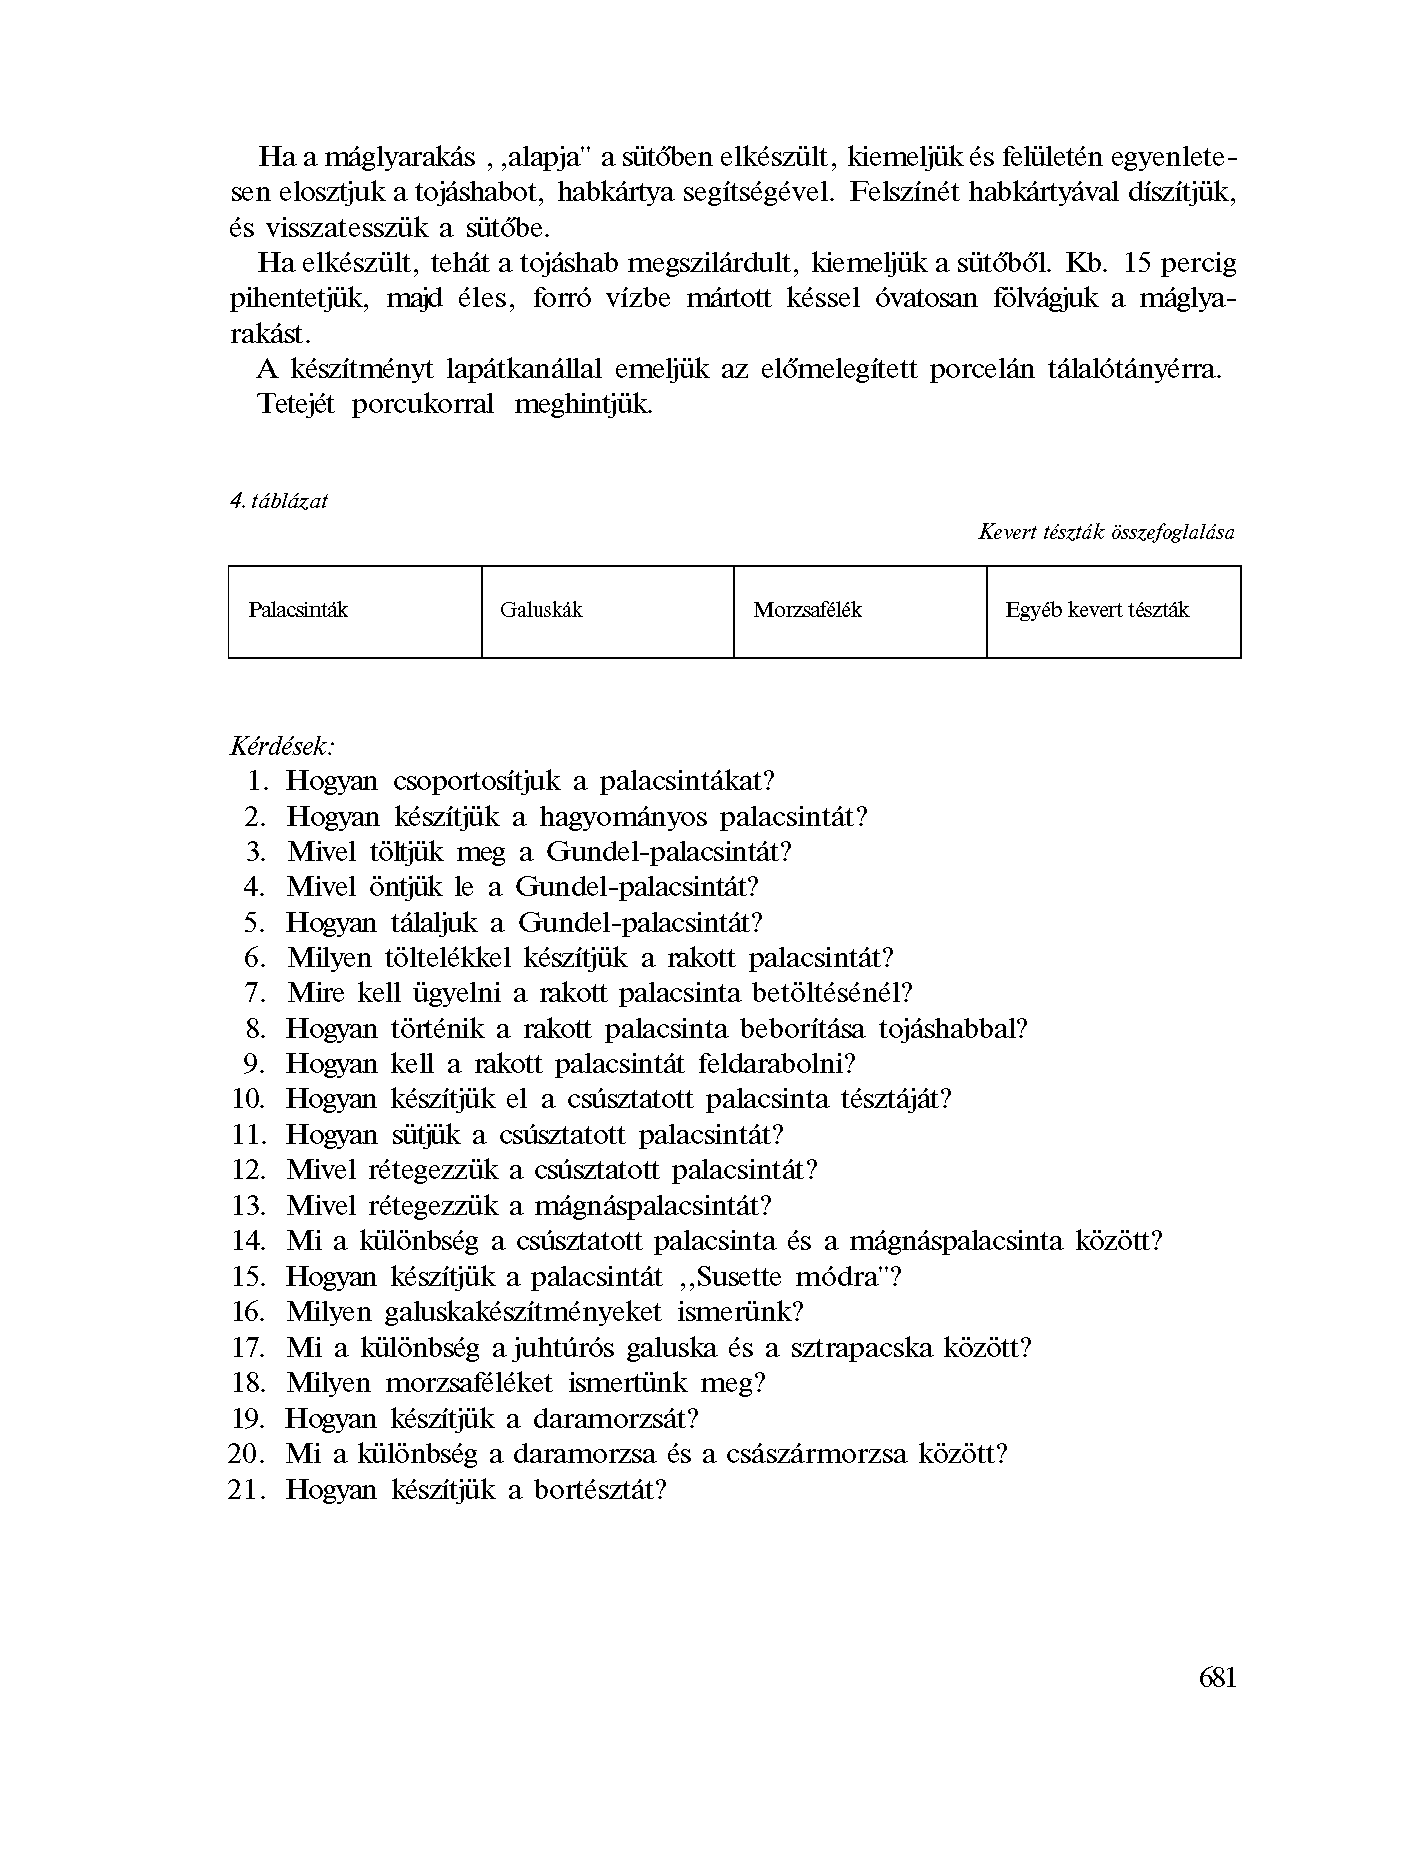 Ha a máglyarakás , ,alapja" a sütőben elkészült, kiemeljük és felületén egyenlete-
sen elosztjuk a tojáshabot, habkártya segítségével. Felszínét habkártyával díszítjük,
és visszatesszük a sütőbe.
Ha elkészült, tehát a tojáshab megszilárdult, kiemeljük a sütőből. Kb. 15 percig
pihentetjük, majd éles, forró vízbe mártott késsel óvatosan fölvágjuk a máglya-
rakást.
A készítményt lapátkanállal emeljük az előmelegített porcelán tálalótányérra.
Tetejét porcukorral meghintjük.
4. táblázat
Kevert tészták összefoglalása
Palacsinták Galuskák Morzsafélék Egyéb kevert tészták
Kérdések:
1. Hogyan csoportosítjuk a palacsintákat?
2. Hogyan készítjük a hagyományos palacsintát?
3. Mivel töltjük meg a Gundel-palacsintát?
4. Mivel öntjük le a Gundel-palacsintát?
5. Hogyan tálaljuk a Gundel-palacsintát?
6. Milyen töltelékkel készítjük a rakott palacsintát?
7. Mire kell ügyelni a rakott palacsinta betöltésénél?
8. Hogyan történik a rakott palacsinta beborítása tojáshabbal?
9. Hogyan kell a rakott palacsintát feldarabolni?
10. Hogyan készítjük el a csúsztatott palacsinta tésztáját?
11. Hogyan sütjük a csúsztatott palacsintát?
12. Mivel rétegezzük a csúsztatott palacsintát?
13. Mivel rétegezzük a mágnáspalacsintát?
14. Mi a különbség a csúsztatott palacsinta és a mágnáspalacsinta között?
15. Hogyan készítjük a palacsintát ,,Susette módra"?
16. Milyen galuskakészítményeket ismerünk?
17. Mi a különbség a juhtúrós galuska és a sztrapacska között?
18. Milyen morzsaféléket ismertünk meg?
19. Hogyan készítjük a daramorzsát?
20. Mi a különbség a daramorzsa és a császármorzsa között?
21. Hogyan készítjük a bortésztát?
681